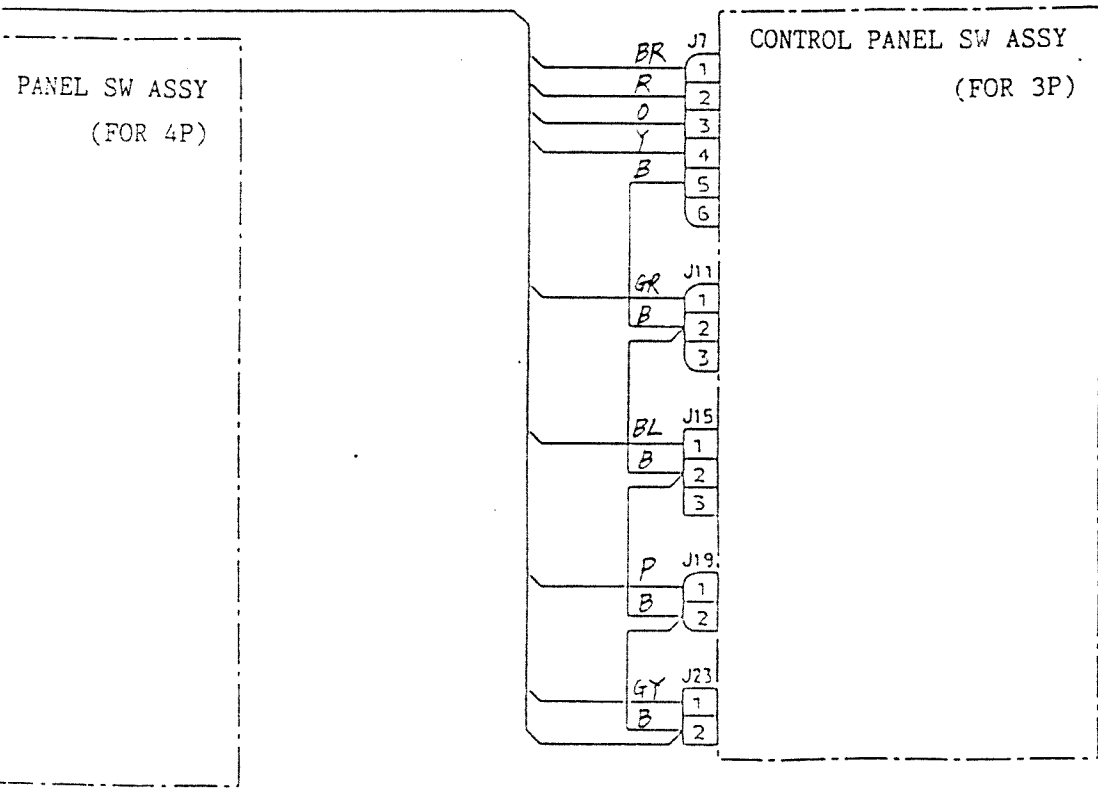 PANEL SW ASSY
(FOR 4P)
CONTROL PANEL SW ASSY
(FOR 3P)
J7
BR 1
R 2
O 3
Y 4
B 5
6
J11
GR 1
B 2
3
J15
BL 1
B 2
3
J19
P 1
B 2
J23
GY 1
B 2